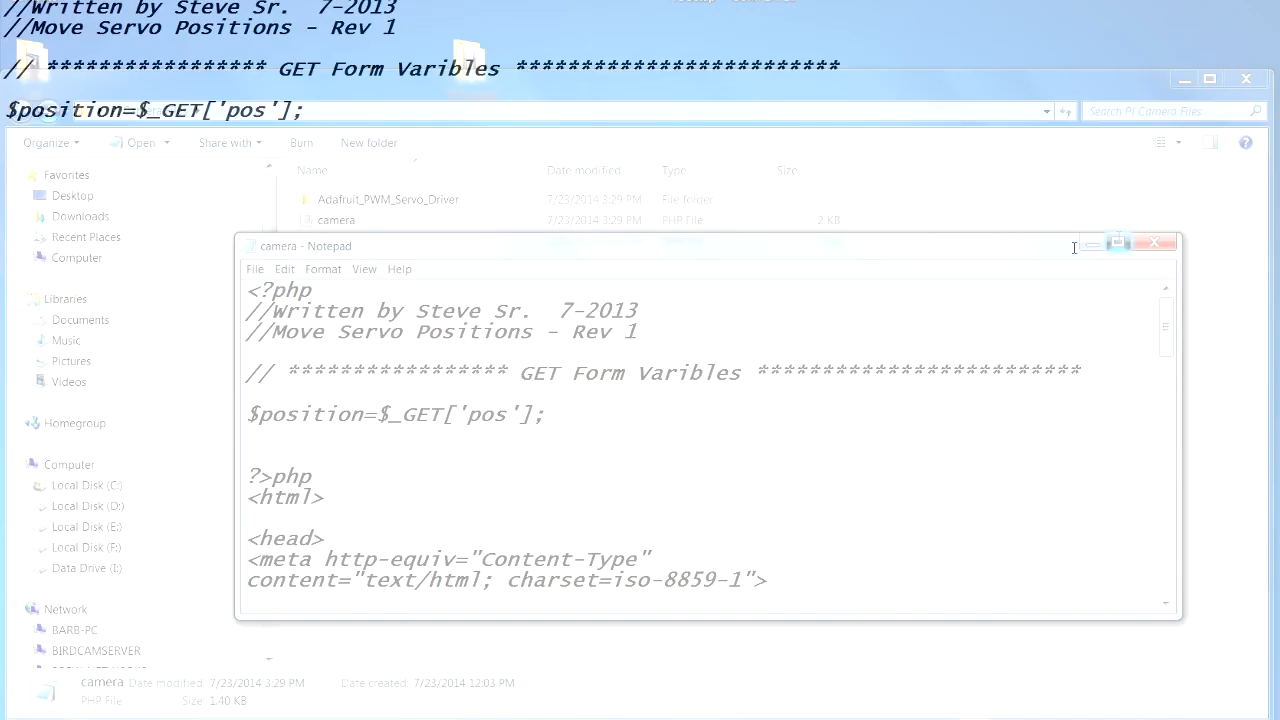 //Written by Steve Sr.  7-2013
//Move Servo Positions - Rev 1
// ***************** GET Form Varibles *************************
$position=$_GET['pos'];
Search Pi Camera Files
Organize Open Share with Burn New folder
Name Date modified Type Size
Favorites
Desktop
Downloads
Recent Places
Computer
Libraries
Documents
Music
Pictures
Videos
Homegroup
Computer
Local Disk (C:)
Local Disk (D:)
Local Disk (E:)
Local Disk (F:)
Data Drive (I:)
Network
BARB-PC
BIRDCAMSERVER
Adafruit_PWM_Servo_Driver 7/23/2014 3:29 PM File folder
camera 7/23/2014 3:29 PM PHP File 2 KB
camera - Notepad
File Edit Format View Help
<?php
//Written by Steve Sr.  7-2013
//Move Servo Positions - Rev 1
// ***************** GET Form Varibles *************************
$position=$_GET['pos'];
?>php
<html>
<head>
<meta http-equiv="Content-Type"
content="text/html; charset=iso-8859-1">
camera Date modified: 7/23/2014 3:29 PM Date created: 7/23/2014 12:03 PM
PHP File Size: 1.40 KB